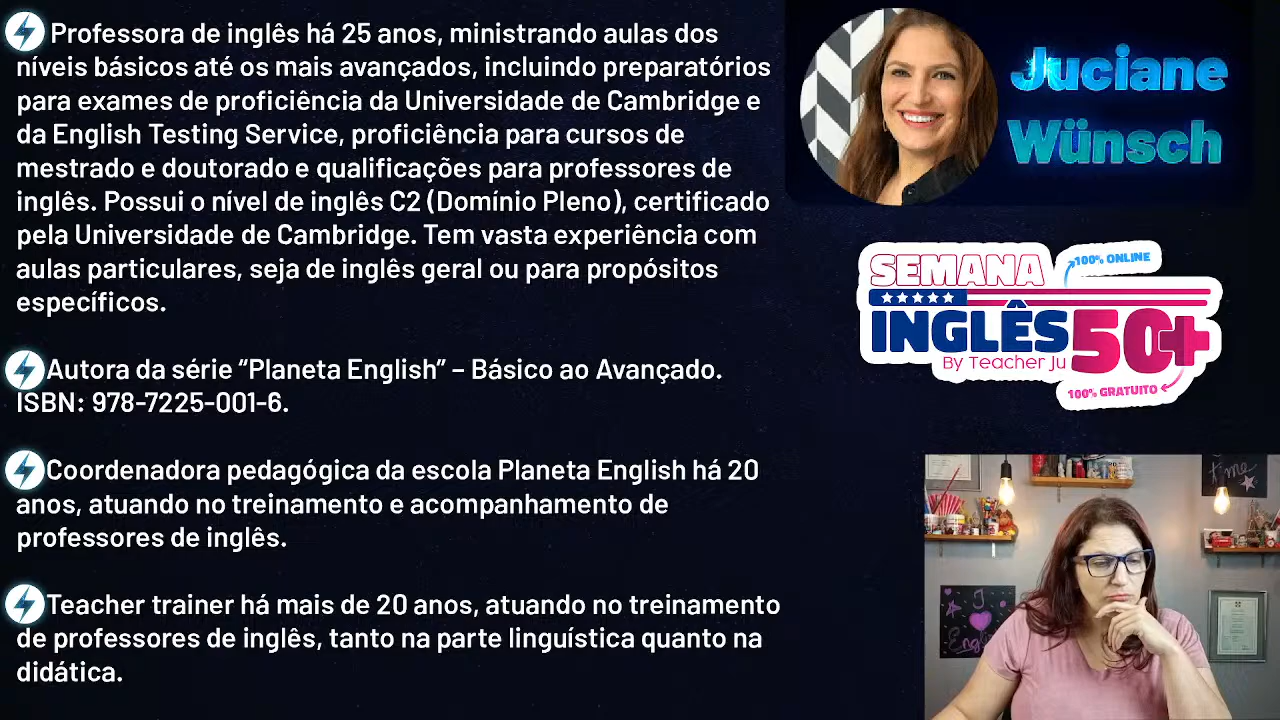 Professora de inglês há 25 anos, ministrando aulas dos
níveis básicos até os mais avançados, incluindo preparatórios
para exames de proficiência da Universidade de Cambridge e
da English Testing Service, proficiência para cursos de
mestrado e doutorado e qualificações para professores de
inglês. Possui o nível de inglês C2 (Domínio Pleno), certificado
pela Universidade de Cambridge. Tem vasta experiência com
aulas particulares, seja de inglês geral ou para propósitos
específicos.
Autora da série “Planeta English” – Básico ao Avançado.
ISBN: 978-7225-001-6.
Coordenadora pedagógica da escola Planeta English há 20
anos, atuando no treinamento e acompanhamento de
professores de inglês.
Teacher trainer há mais de 20 anos, atuando no treinamento
de professores de inglês, tanto na parte linguística quanto na
didática.
Juciane
Wünsch
SEMANA
100% ONLINE
INGLÊS 50+
By Teacher Ju
100% GRATUITO
time
I
English